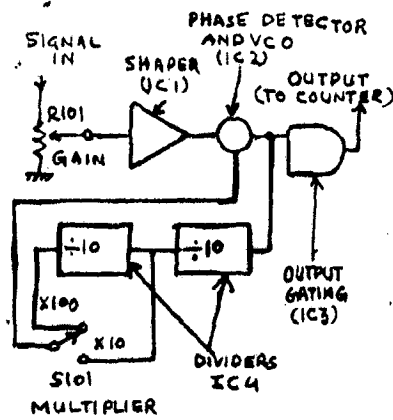 PHASE DETECTOR
AND VCO
(IC2)
SIGNAL
IN
SHAPER
(IC1)
OUTPUT
(TO COUNTER)
R101
GAIN
÷10
÷10
OUTPUT
GATING
(IC3)
X100
X10
DIVIDERS
IC4
S101
MULTIPLIER